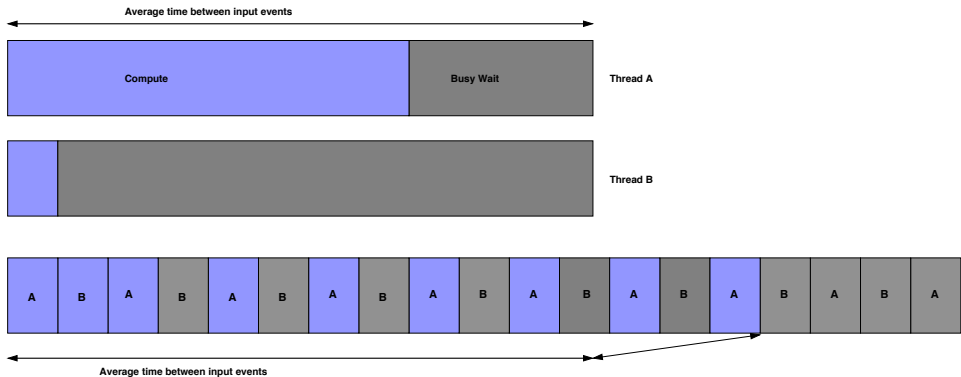 Average time between input events
Compute Busy Wait Thread A
Thread B
A B A B A B A B A B A B A B A B A B A
Average time between input events